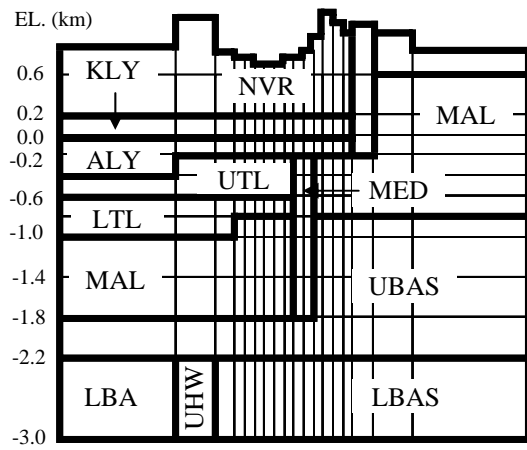 EL. (km)
KLY
0.6
NVR
MAL
0.2
0.0
-0.2
ALY
UTL
MED
-0.6
LTL
-1.0
MAL
UBAS
-1.4
-1.8
-2.2
LBA
UHW
LBAS
-3.0